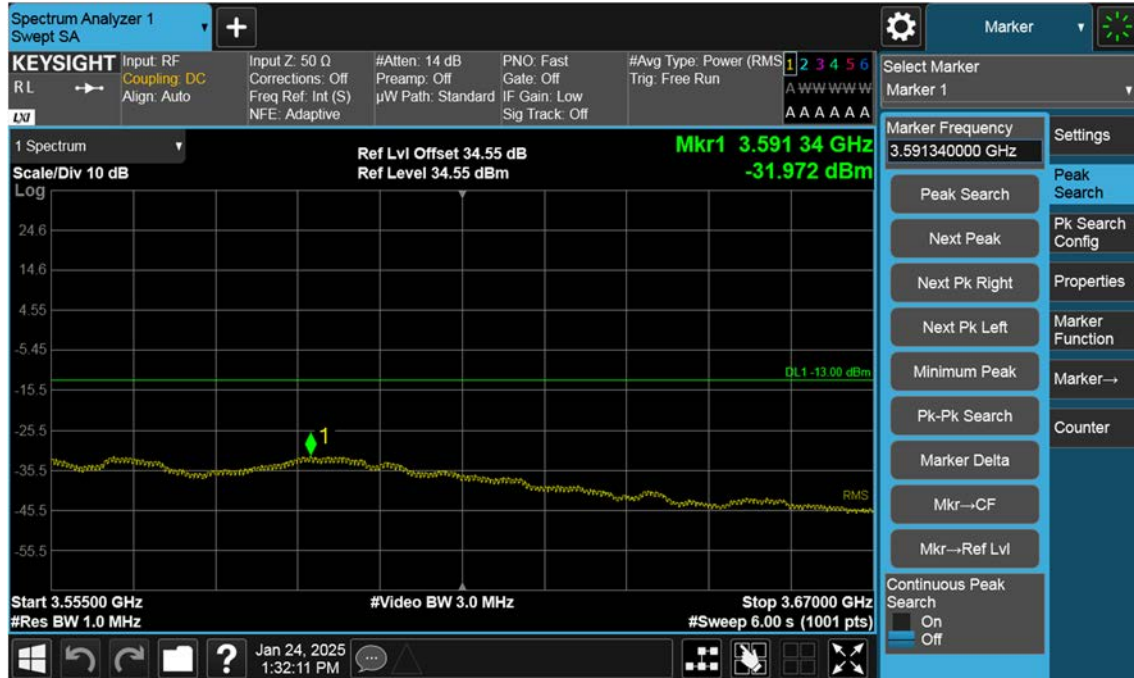 Spectrum Analyzer 1
Swept SA
+
Marker
KEYSIGHT
R L
LXI
Input: RF
Coupling: DC
Align: Auto
Input Z: 50 Ω
Corrections: Off
Freq Ref: Int (S)
NFE: Adaptive
#Atten: 14 dB
Preamp: Off
µW Path: Standard
PNO: Fast
Gate: Off
IF Gain: Low
Sig Track: Off
#Avg Type: Power (RMS
Trig: Free Run
1 2 3 4 5 6
A W W W W W
A A A A A A
Select Marker
Marker 1
1 Spectrum
Scale/Div 10 dB
Log
Ref Lvl Offset 34.55 dB
Ref Level 34.55 dBm
Mkr1 3.591 34 GHz
-31.972 dBm
24.6
14.6
4.55
-5.45
-15.5
-25.5
-35.5
-45.5
-55.5
DL1 -13.00 dBm
1
RMS
Start 3.55500 GHz
#Res BW 1.0 MHz
#Video BW 3.0 MHz
Stop 3.67000 GHz
#Sweep 6.00 s (1001 pts)
Marker Frequency
3.591340000 GHz
Peak Search
Next Peak
Next Pk Right
Next Pk Left
Minimum Peak
Pk-Pk Search
Marker Delta
Mkr→CF
Mkr→Ref Lvl
Continuous Peak
Search
On
Off
Settings
Peak
Search
Pk Search
Config
Properties
Marker
Function
Marker→
Counter
?
Jan 24, 2025
1:32:11 PM